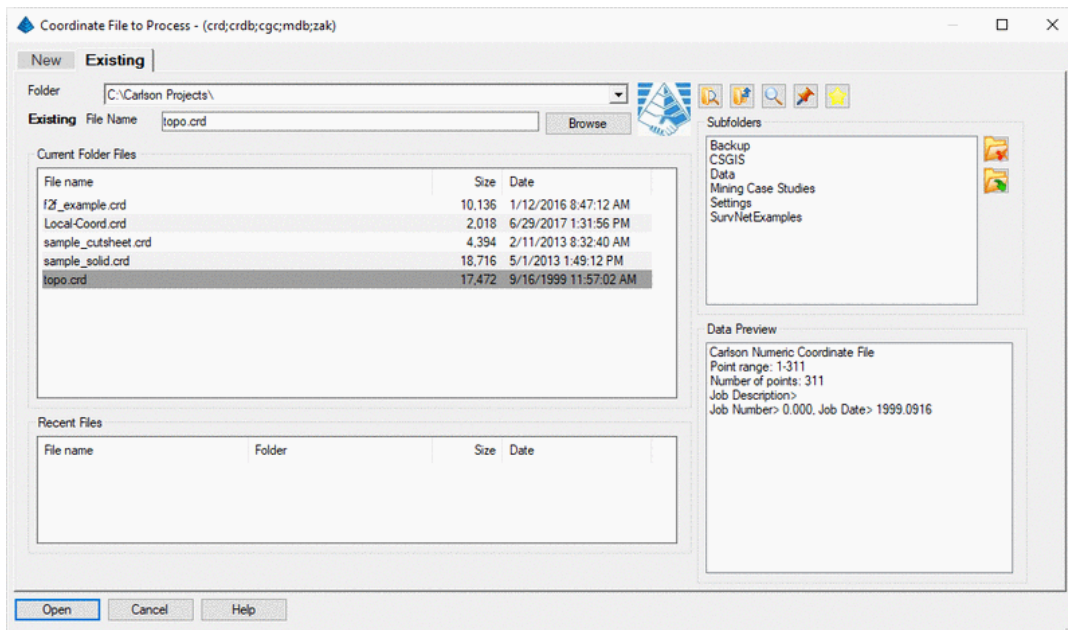 Coordinate File to Process - (crd;crdb;cgc;mdb;zak)
New Existing
Folder C:\Carlson Projects\
Existing File Name topo.crd Browse
Current Folder Files
File name Size Date
f2f_example.crd 10,136 1/12/2016 8:47:12 AM
Local-Coord.crd 2,018 6/29/2017 1:31:56 PM
sample_cutsheet.crd 4,394 2/11/2013 8:32:40 AM
sample_solid.crd 18,716 5/1/2013 1:49:12 PM
topo.crd 17,472 9/16/1999 11:57:02 AM
Recent Files
File name Folder Size Date
Subfolders
Backup
CSGIS
Data
Mining Case Studies
Settings
SurvNetExamples
Data Preview
Carlson Numeric Coordinate File
Point range: 1-311
Number of points: 311
Job Description>
Job Number> 0.000, Job Date> 1999.0916
Open Cancel Help